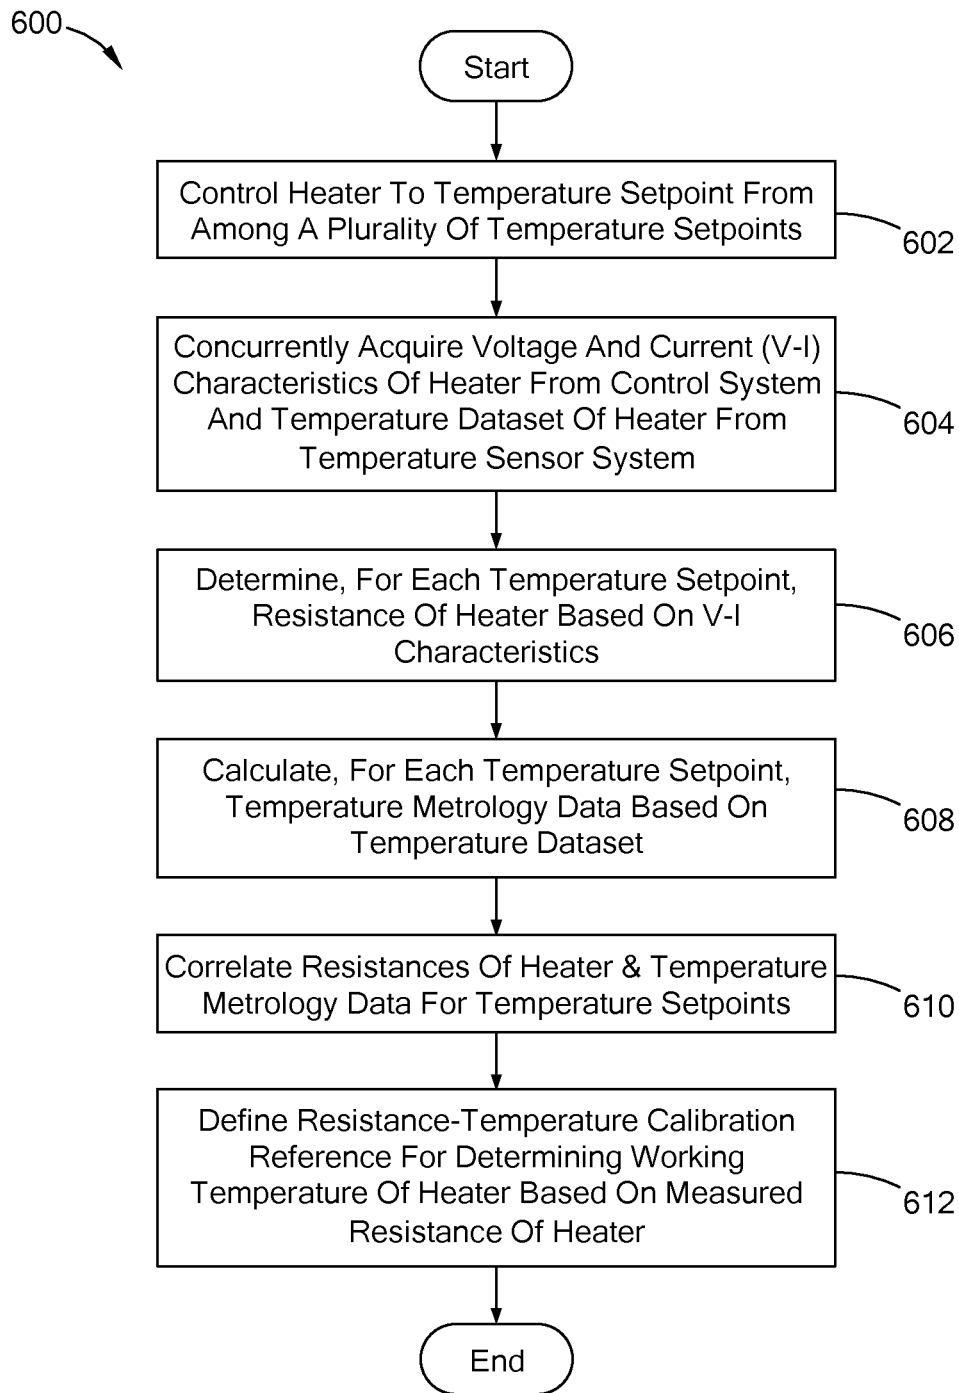 600
Start
Control Heater To Temperature Setpoint From
Among A Plurality Of Temperature Setpoints
602
Concurrently Acquire Voltage And Current (V-I)
Characteristics Of Heater From Control System
And Temperature Dataset Of Heater From
Temperature Sensor System
604
Determine, For Each Temperature Setpoint,
Resistance Of Heater Based On V-I
Characteristics
606
Calculate, For Each Temperature Setpoint,
Temperature Metrology Data Based On
Temperature Dataset
608
Correlate Resistances Of Heater & Temperature
Metrology Data For Temperature Setpoints
610
Define Resistance-Temperature Calibration
Reference For Determining Working
Temperature Of Heater Based On Measured
Resistance Of Heater
612
End